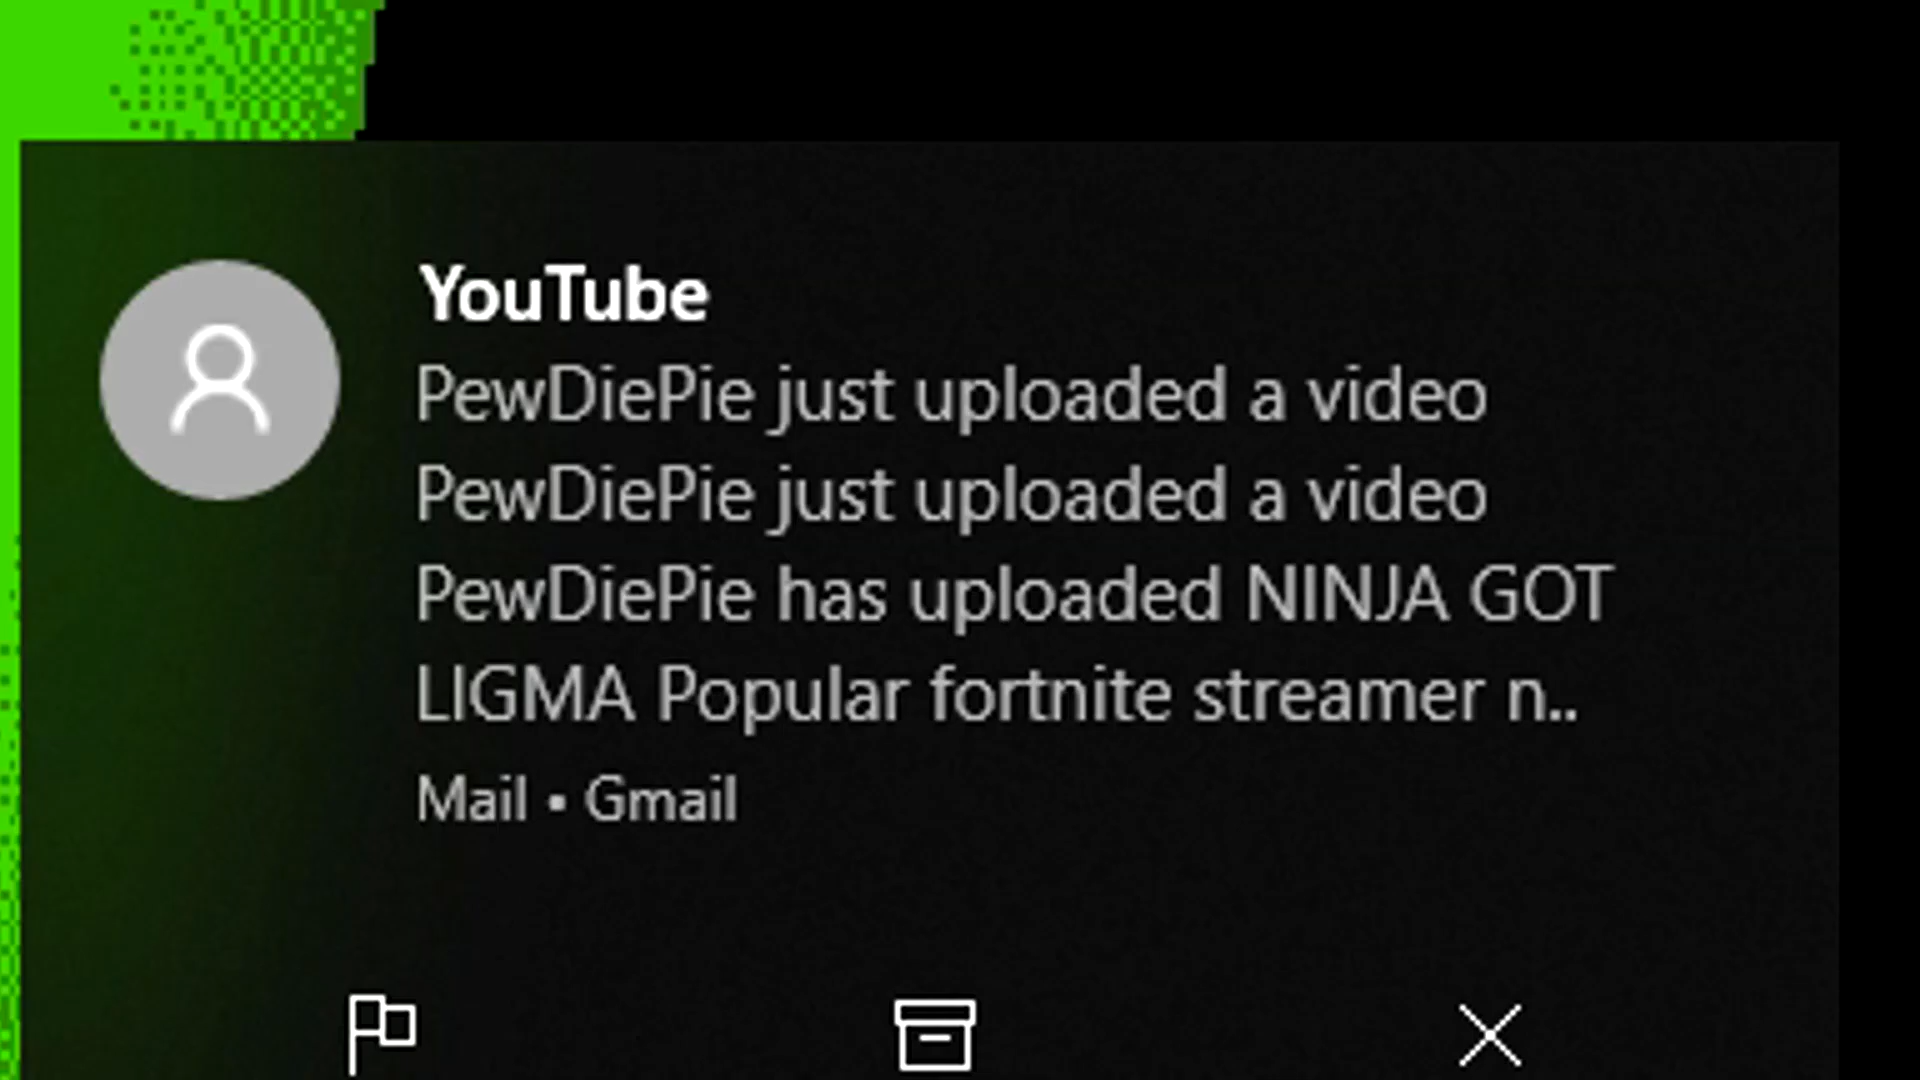 YouTube
PewDiePie just uploaded a video
PewDiePie just uploaded a video
PewDiePie has uploaded NINJA GOT
LIGMA Popular fortnite streamer n..
Mail • Gmail